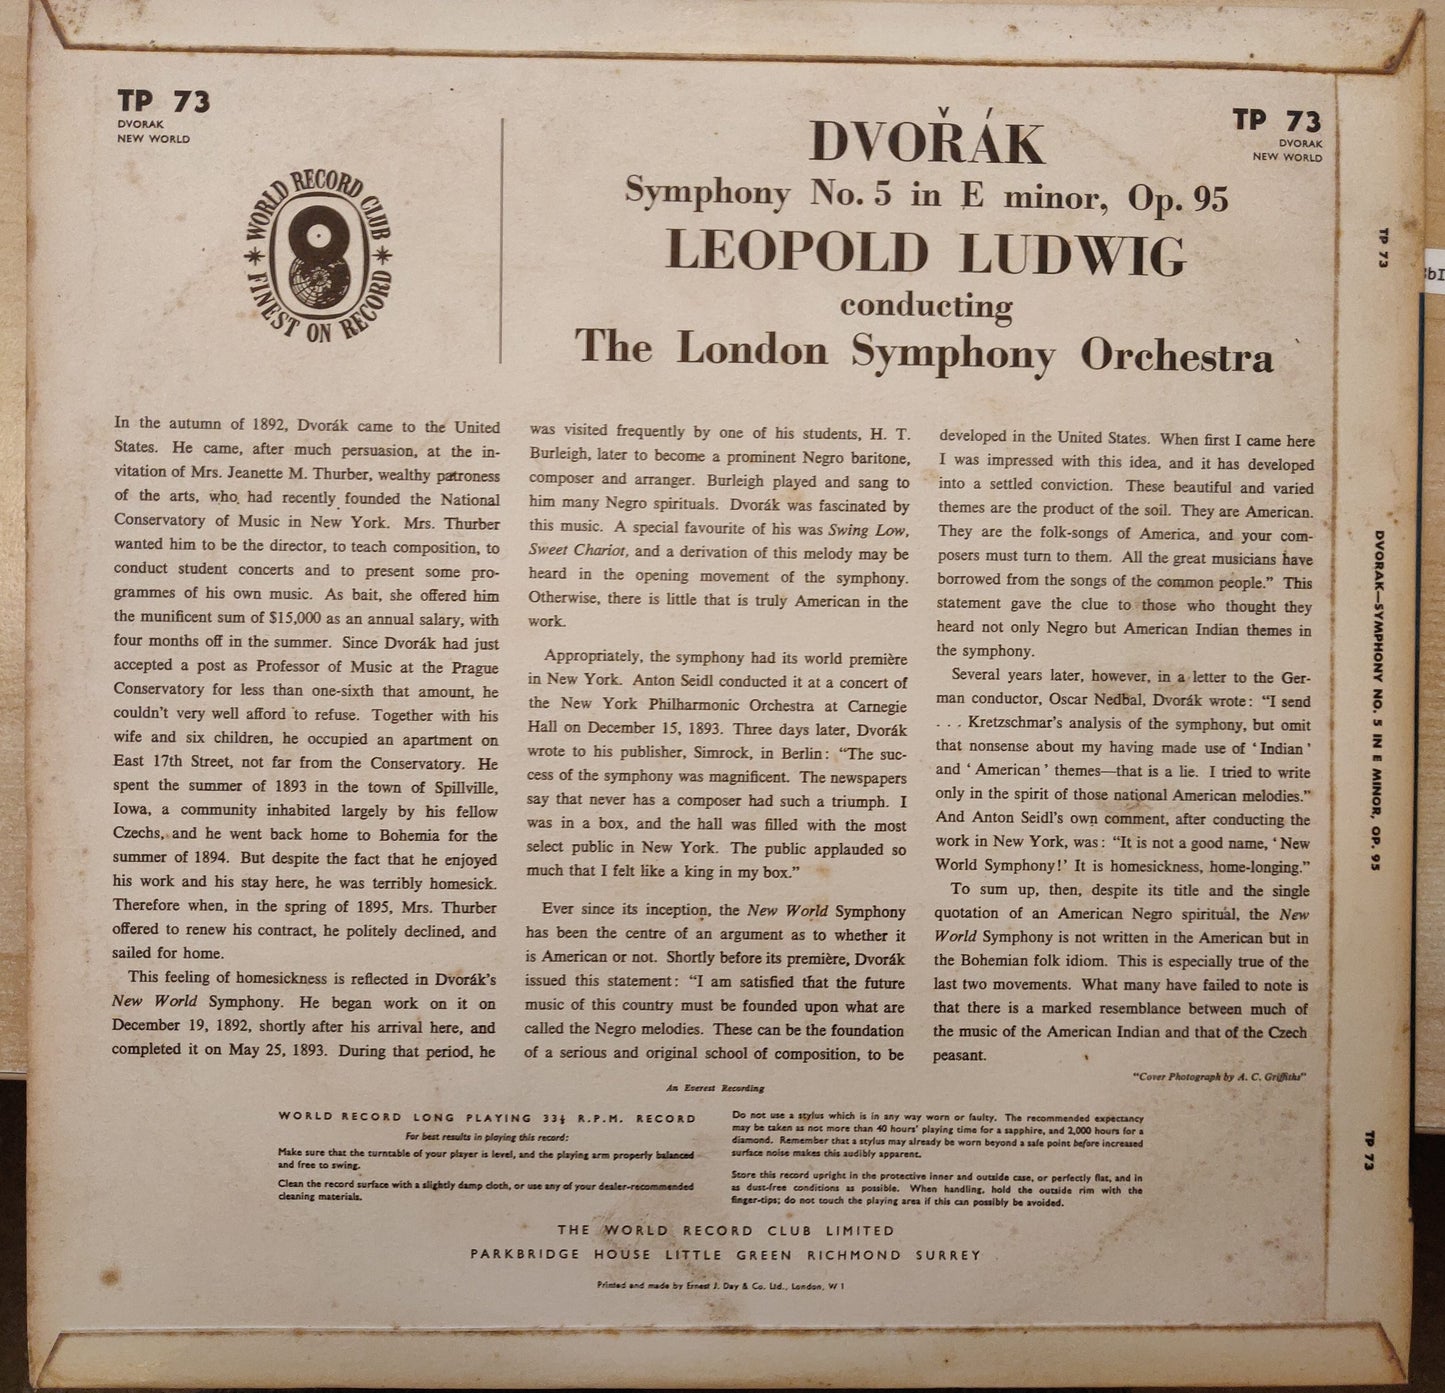 TP 73
DVORAK
NEW WORLD
WORLD RECORD CLUB
FINEST ON RECORD
DVOŘÁK
Symphony No. 5 in E minor, Op. 95
LEOPOLD LUDWIG
conducting
The London Symphony Orchestra
TP 73
DVORAK
NEW WORLD
In the autumn of 1892, Dvorák came to the United
States. He came, after much persuasion, at the in-
vitation of Mrs. Jeanette M. Thurber, wealthy patroness
of the arts, who had recently founded the National
Conservatory of Music in New York. Mrs. Thurber
wanted him to be the director, to teach composition, to
conduct student concerts and to present some pro-
grammes of his own music. As bait, she offered him
the munificent sum of $15,000 as an annual salary, with
four months off in the summer. Since Dvorák had just
accepted a post as Professor of Music at the Prague
Conservatory for less than one-sixth that amount, he
couldn't very well afford to refuse. Together with his
wife and six children, he occupied an apartment on
East 17th Street, not far from the Conservatory. He
spent the summer of 1893 in the town of Spillville,
Iowa, a community inhabited largely by his fellow
Czechs, and he went back home to Bohemia for the
summer of 1894. But despite the fact that he enjoyed
his work and his stay here, he was terribly homesick.
Therefore when, in the spring of 1895, Mrs. Thurber
offered to renew his contract, he politely declined, and
sailed for home.
This feeling of homesickness is reflected in Dvorák's
New World Symphony. He began work on it on
December 19, 1892, shortly after his arrival here, and
completed it on May 25, 1893. During that period, he
was visited frequently by one of his students, H. T.
Burleigh, later to become a prominent Negro baritone,
composer and arranger. Burleigh played and sang to
him many Negro spirituals. Dvorák was fascinated by
this music. A special favourite of his was Swing Low,
Sweet Chariot, and a derivation of this melody may be
heard in the opening movement of the symphony.
Otherwise, there is little that is truly American in the
work.
Appropriately, the symphony had its world première
in New York. Anton Seidl conducted it at a concert of
the New York Philharmonic Orchestra at Carnegie
Hall on December 15, 1893. Three days later, Dvorák
wrote to his publisher, Simrock, in Berlin: "The suc-
cess of the symphony was magnificent. The newspapers
say that never has a composer had such a triumph. I
was in a box, and the hall was filled with the most
select public in New York. The public applauded so
much that I felt like a king in my box."
Ever since its inception, the New World Symphony
has been the centre of an argument as to whether it
is American or not. Shortly before its première, Dvorák
issued this statement: "I am satisfied that the future
music of this country must be founded upon what are
called the Negro melodies. These can be the foundation
of a serious and original school of composition, to be
developed in the United States. When first I came here
I was impressed with this idea, and it has developed
into a settled conviction. These beautiful and varied
themes are the product of the soil. They are American.
They are the folk-songs of America, and your com-
posers must turn to them. All the great musicians have
borrowed from the songs of the common people." This
statement gave the clue to those who thought they
heard not only Negro but American Indian themes in
the symphony.
Several years later, however, in a letter to the Ger-
man conductor, Oscar Nedbal, Dvorák wrote: "I send
. . . Kretzschmar's analysis of the symphony, but omit
that nonsense about my having made use of 'Indian'
and 'American' themes—that is a lie. I tried to write
only in the spirit of those national American melodies."
And Anton Seidl's own comment, after conducting the
work in New York, was: "It is not a good name, 'New
World Symphony!' It is homesickness, home-longing."
To sum up, then, despite its title and the single
quotation of an American Negro spiritual, the New
World Symphony is not written in the American but in
the Bohemian folk idiom. This is especially true of the
last two movements. What many have failed to note is
that there is a marked resemblance between much of
the music of the American Indian and that of the Czech
peasant.
"Cover Photograph by A. C. Griffiths"
An Everest Recording
WORLD RECORD LONG PLAYING 33⅓ R.P.M. RECORD
For best results in playing this record:
Make sure that the turntable of your player is level, and the playing arm properly balanced
and free to swing.
Clean the record surface with a slightly damp cloth, or use any of your dealer-recommended
cleaning materials.
Do not use a stylus which is in any way worn or faulty. The recommended expectancy
may be taken as not more than 40 hours' playing time for a sapphire, and 2,000 hours for a
diamond. Remember that a stylus may already be worn beyond a safe point before increased
surface noise makes this audibly apparent.
Store this record upright in the protective inner and outside case, or perfectly flat, and in
as dust-free conditions as possible. When handling, hold the outside rim with the
finger-tips; do not touch the playing area if this can possibly be avoided.
THE WORLD RECORD CLUB LIMITED
PARKBRIDGE HOUSE LITTLE GREEN RICHMOND SURREY
Printed and made by Ernest J. Day & Co. Ltd., London, W 1
TP 73
DVORAK—SYMPHONY NO. 5 IN E MINOR, OP. 95
TP 73